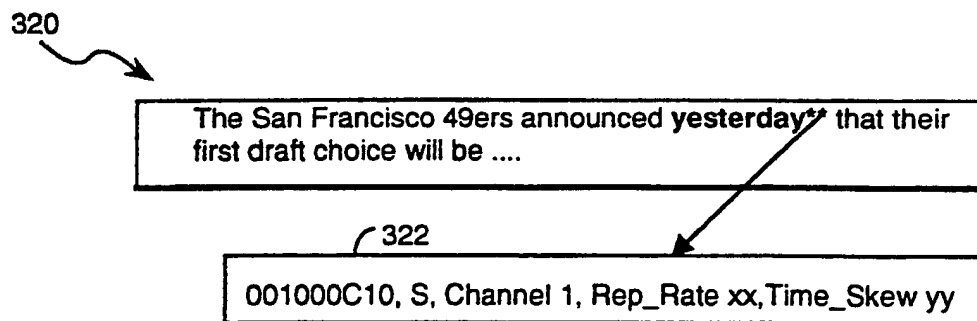 320
The San Francisco 49ers announced yesterday** that their
first draft choice will be ....
322
001000C10, S, Channel 1, Rep_Rate xx,Time_Skew yy